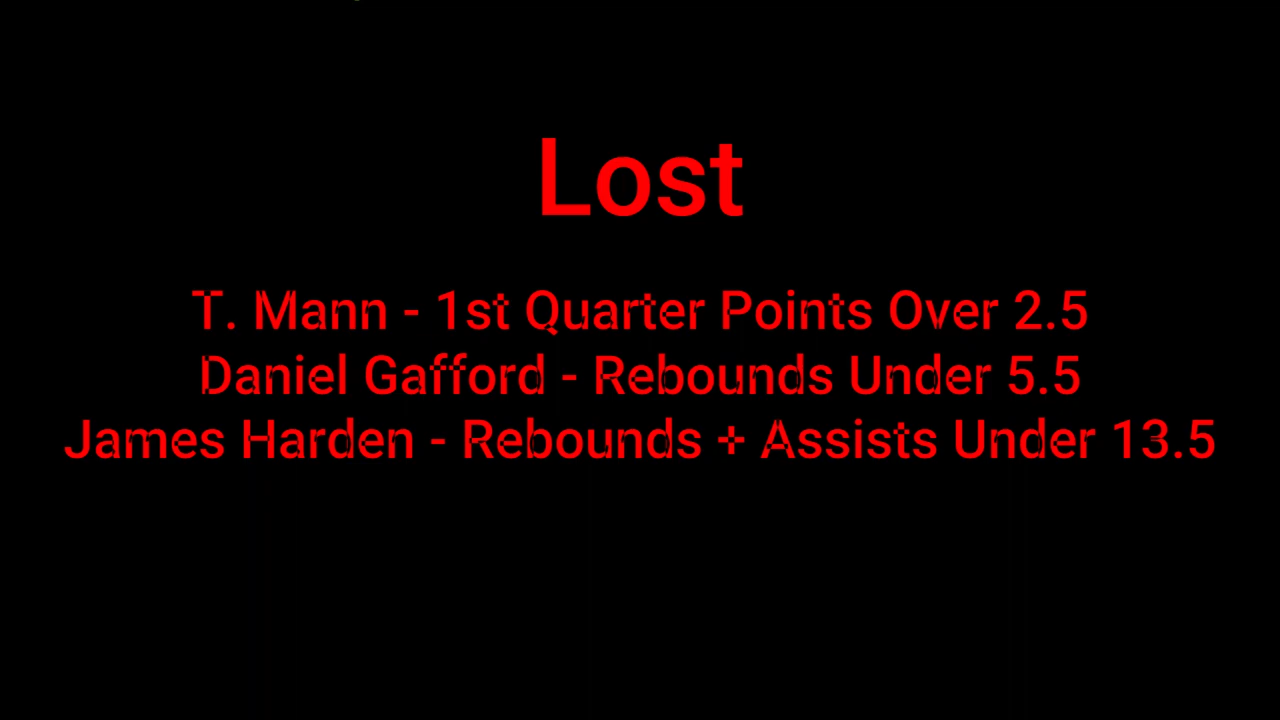 Lost
T. Mann - 1st Quarter Points Over 2.5
Daniel Gafford - Rebounds Under 5.5
James Harden - Rebounds + Assists Under 13.5